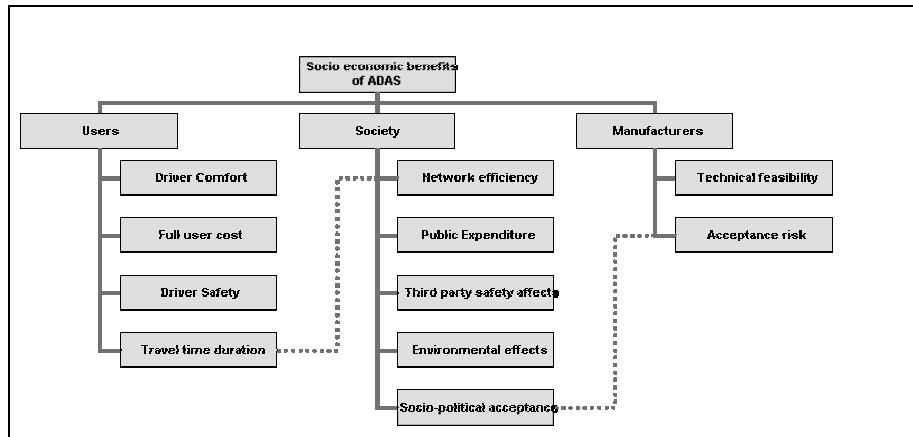 Socio economic benefits
of ADAS
Users
Society
Manufacturers
Driver Comfort
Full user cost
Driver Safety
Travel time duration
Network efficiency
Public Expenditure
Third party safety affects
Environmental effects
Socio-political acceptance
Technical feasibility
Acceptance risk